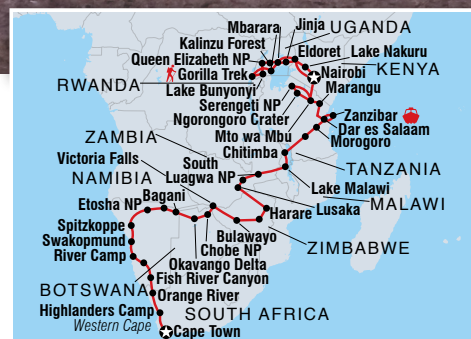 Mbarara
Jinja
UGANDA
Kalinzu Forest
Eldoret
Lake Nakuru
Queen Elizabeth NP
Nairobi
KENYA
Gorilla Trek
Marangu
RWANDA
Lake Bunyonyi
Serengeti NP
Zanzibar
Ngorongoro Crater
Dar es Salaam
Mto wa Mbu
Morogoro
ZAMBIA
Chitimba
South
Luagwa NP
TANZANIA
Victoria Falls
Lake Malawi
NAMIBIA
MALAWI
Bagani
Lusaka
Etosha NP
Harare
Spitzkoppe
Bulawayo
ZIMBABWE
Swakopmund
Chobe NP
River Camp
Okavango Delta
BOTSWANA
Fish River Canyon
Orange River
Highlanders Camp
SOUTH AFRICA
Western Cape
Cape Town